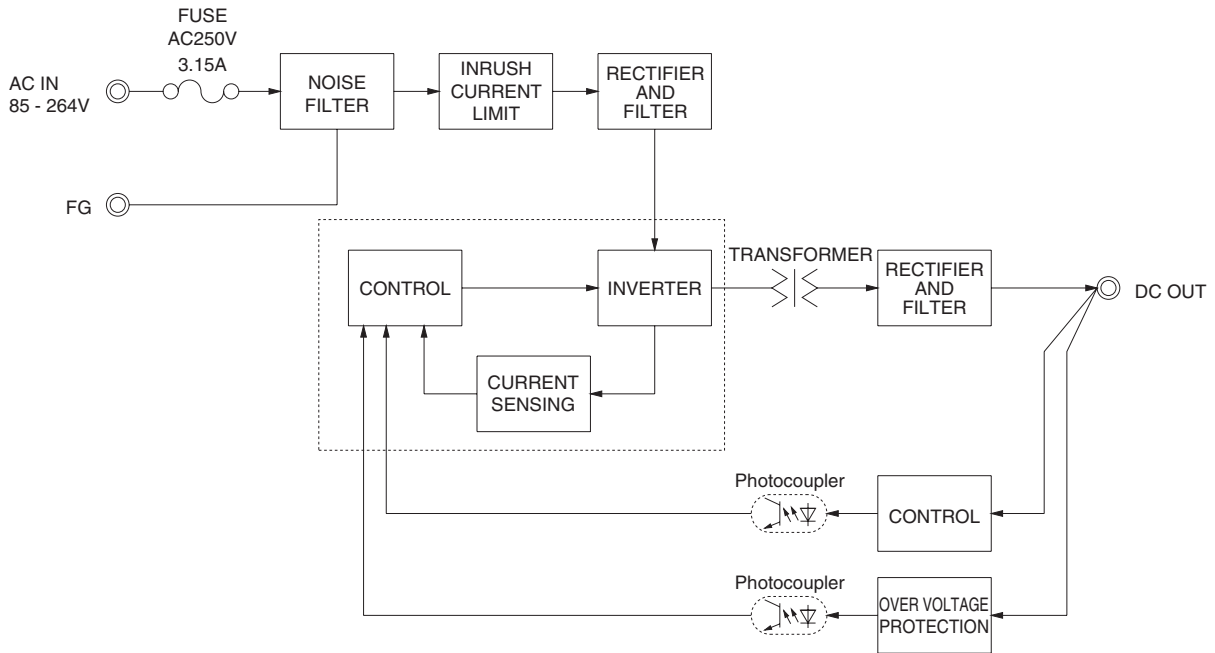 FUSE
AC250V
3.15A
AC IN
85 - 264V
NOISE
FILTER
INRUSH
CURRENT
LIMIT
RECTIFIER
AND
FILTER
FG
CONTROL
INVERTER
TRANSFORMER
RECTIFIER
AND
FILTER
DC OUT
CURRENT
SENSING
Photocoupler
CONTROL
Photocoupler
OVER VOLTAGE
PROTECTION